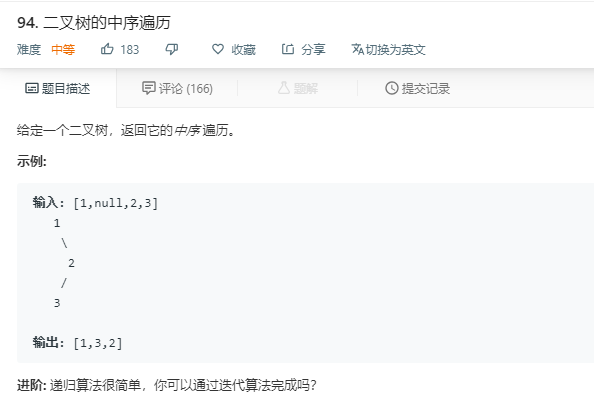 94. 二叉树的中序遍历
难度 中等 183 收藏 分享 切换为英文
题目描述 评论 (166) 题解 提交记录
给定一个二叉树，返回它的中序 遍历。
示例:
输入: [1,null,2,3]
1
\
2
/
3
输出: [1,3,2]
进阶: 递归算法很简单，你可以通过迭代算法完成吗？